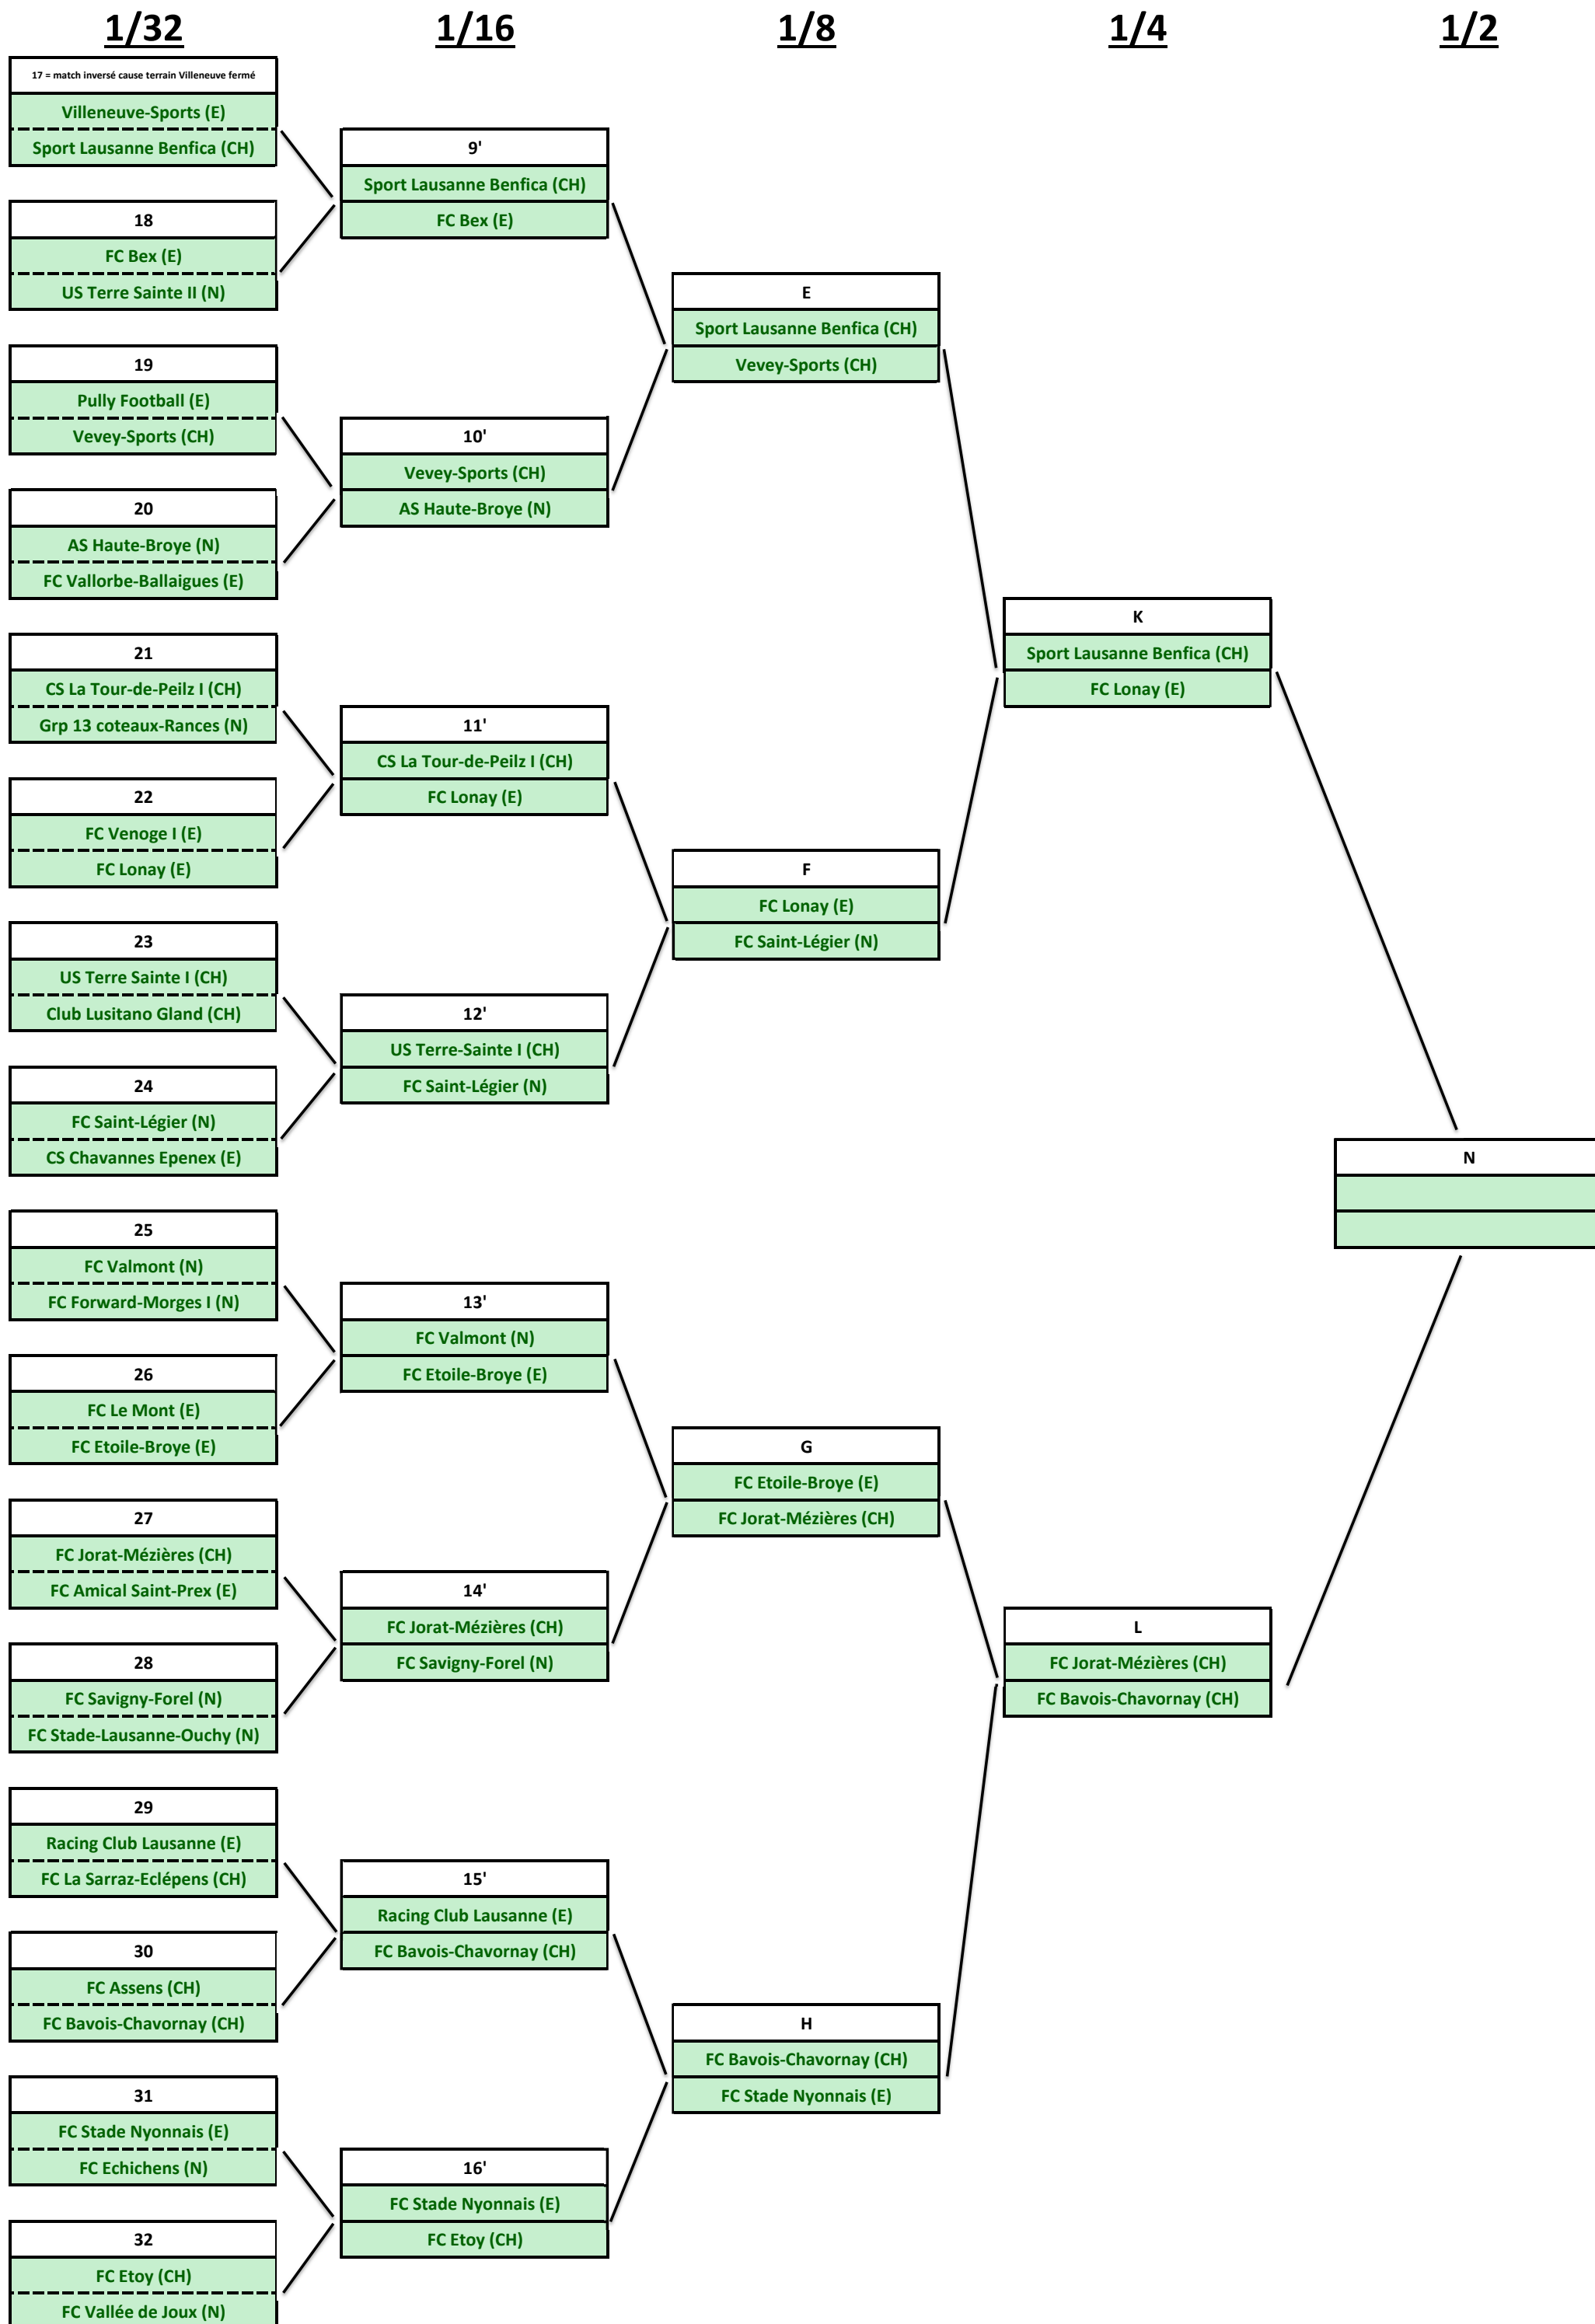 1/32
1/16
1/8
1/4
1/2
17 = match inversé cause terrain Villeneuve fermé
Villeneuve-Sports (E)
Sport Lausanne Benfica (CH)
18
FC Bex (E)
US Terre Sainte II (N)
19
Pully Football (E)
Vevey-Sports (CH)
20
AS Haute-Broye (N)
FC Vallorbe-Ballaigues (E)
21
CS La Tour-de-Peilz I (CH)
Grp 13 coteaux-Rances (N)
22
FC Venoge I (E)
FC Lonay (E)
23
US Terre Sainte I (CH)
Club Lusitano Gland (CH)
24
FC Saint-Légier (N)
CS Chavannes Epenex (E)
25
FC Valmont (N)
FC Forward-Morges I (N)
26
FC Le Mont (E)
FC Etoile-Broye (E)
27
FC Jorat-Mézières (CH)
FC Amical Saint-Prex (E)
28
FC Savigny-Forel (N)
FC Stade-Lausanne-Ouchy (N)
29
Racing Club Lausanne (E)
FC La Sarraz-Eclépens (CH)
30
FC Assens (CH)
FC Bavois-Chavornay (CH)
31
FC Stade Nyonnais (E)
FC Echichens (N)
32
FC Etoy (CH)
FC Vallée de Joux (N)
9'
Sport Lausanne Benfica (CH)
FC Bex (E)
10'
Vevey-Sports (CH)
AS Haute-Broye (N)
11'
CS La Tour-de-Peilz I (CH)
FC Lonay (E)
12'
US Terre-Sainte I (CH)
FC Saint-Légier (N)
13'
FC Valmont (N)
FC Etoile-Broye (E)
14'
FC Jorat-Mézières (CH)
FC Savigny-Forel (N)
15'
Racing Club Lausanne (E)
FC Bavois-Chavornay (CH)
16'
FC Stade Nyonnais (E)
FC Etoy (CH)
E
Sport Lausanne Benfica (CH)
Vevey-Sports (CH)
F
FC Lonay (E)
FC Saint-Légier (N)
G
FC Etoile-Broye (E)
FC Jorat-Mézières (CH)
H
FC Bavois-Chavornay (CH)
FC Stade Nyonnais (E)
K
Sport Lausanne Benfica (CH)
FC Lonay (E)
L
FC Jorat-Mézières (CH)
FC Bavois-Chavornay (CH)
N